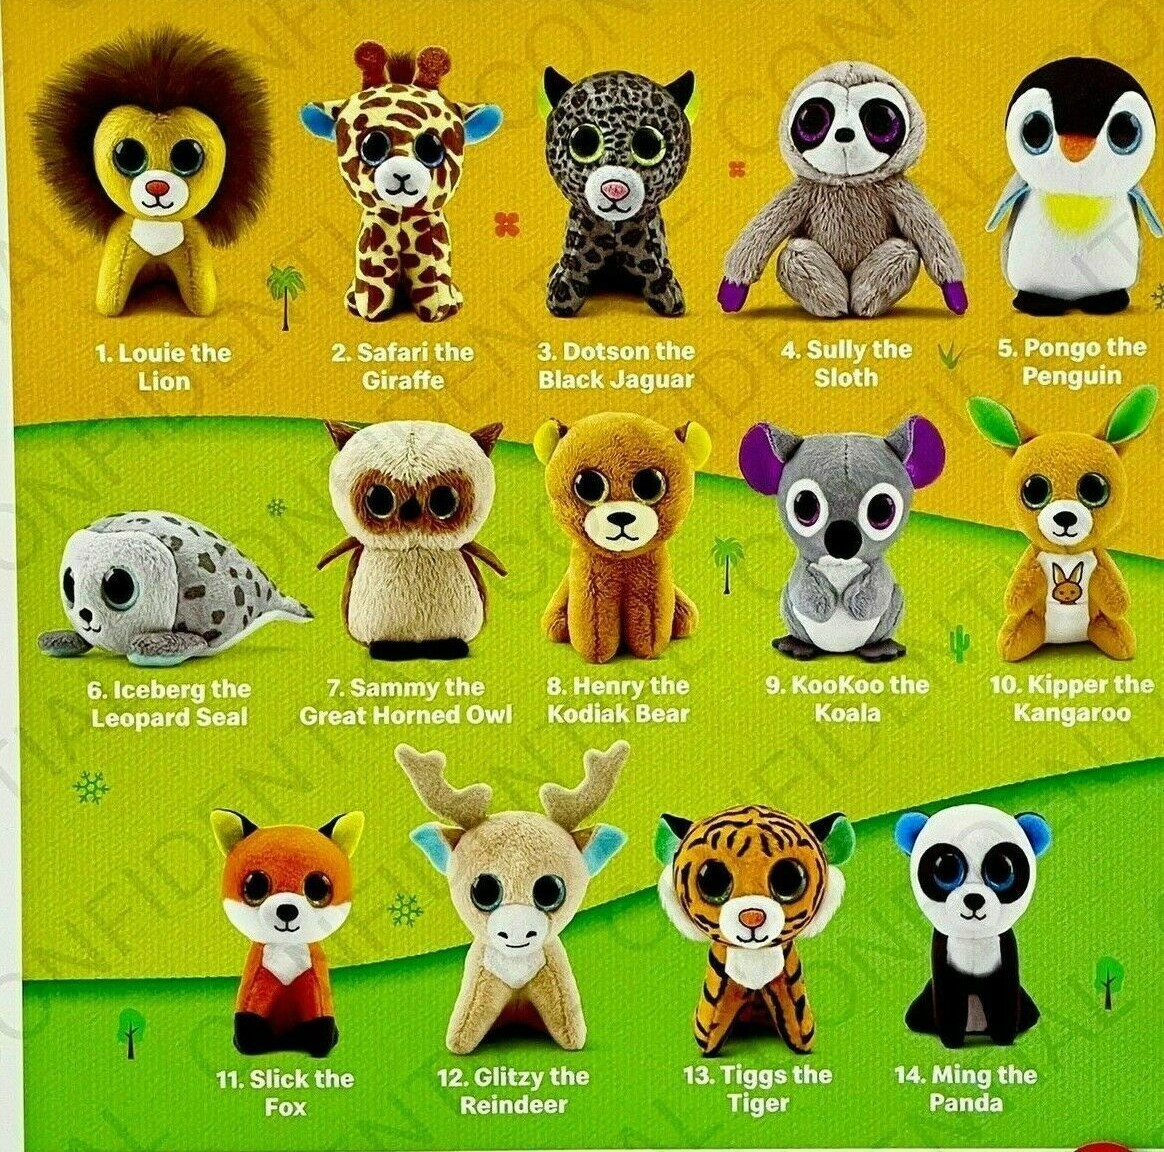 1. Louie the
Lion
2. Safari the
Giraffe
3. Dotson the
Black Jaguar
4. Sully the
Sloth
5. Pongo the
Penguin
6. Iceberg the
Leopard Seal
7. Sammy the
Great Horned Owl
8. Henry the
Kodiak Bear
9. KooKoo the
Koala
10. Kipper the
Kangaroo
11. Slick the
Fox
12. Glitzy the
Reindeer
13. Tiggs the
Tiger
14. Ming the
Panda
CONFIDENTIAL